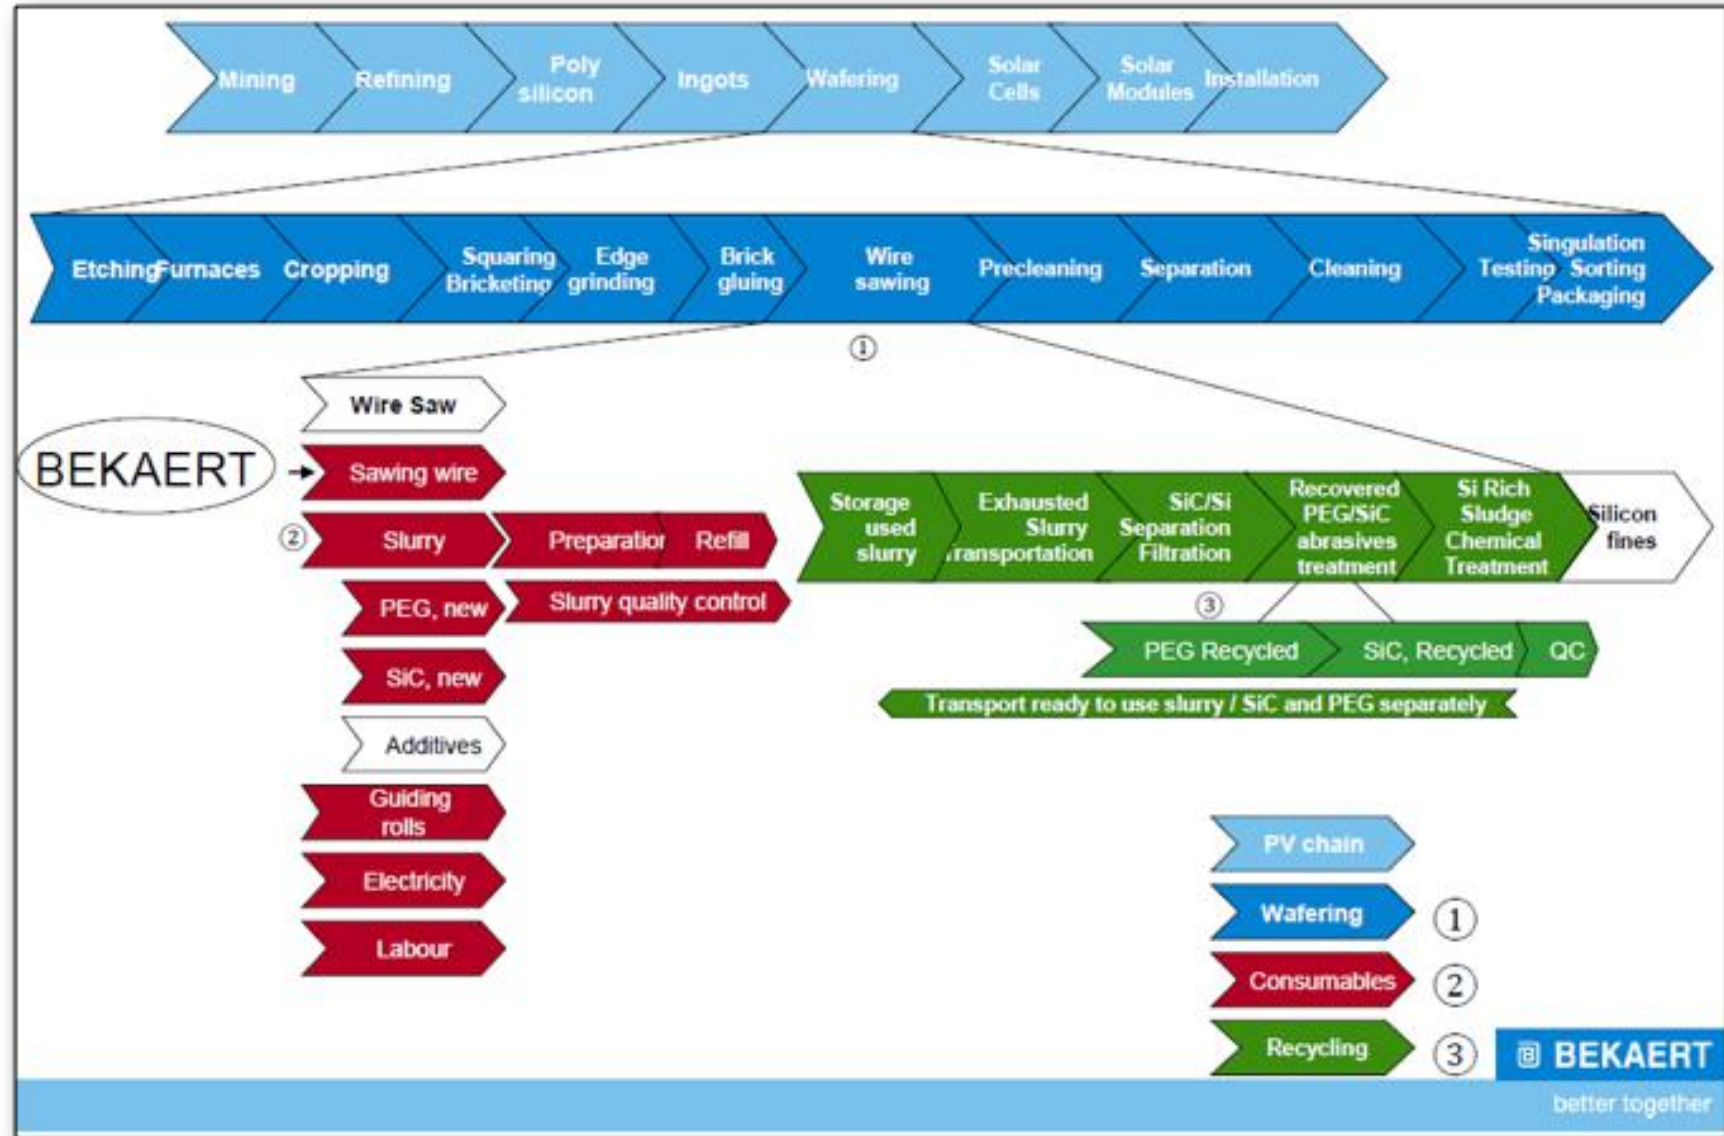 Mining
Refining
Poly
silicon
Ingots
Wafering
Solar
Cells
Solar
Modules
Installation
Etching
Furnaces
Cropping
Squaring
Bricketing
Edge
grinding
Brick
gluing
Wire
sawing
Precleaning
Separation
Cleaning
Testing
Singulation
Sorting
Packaging
①
Wire Saw
BEKAERT
Sawing wire
②
Slurry
Preparation
Refill
PEG, new
Slurry quality control
SiC, new
Additives
Guiding
rolls
Electricity
Labour
Storage
used
slurry
Exhausted
Slurry
Transportation
SiC/Si
Separation
Filtration
Recovered
PEG/SiC
abrasives
treatment
Si Rich
Sludge
Chemical
Treatment
Silicon
fines
③
PEG Recycled
SiC, Recycled
QC
Transport ready to use slurry / SiC and PEG separately
PV chain
Wafering
①
Consumables
②
Recycling
③
BEKAERT
better together